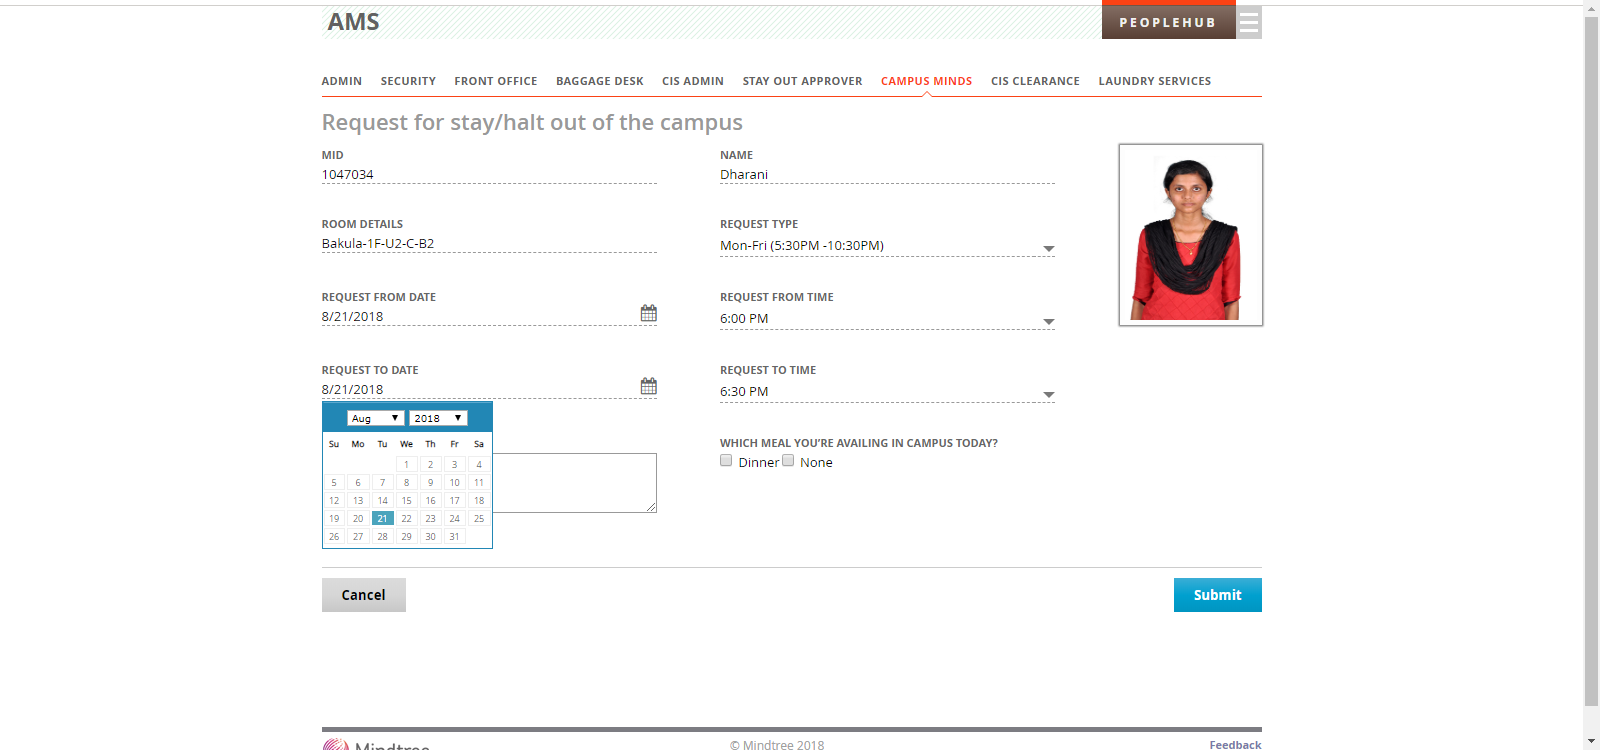 AMS
PEOPLEHUB
ADMIN SECURITY FRONT OFFICE BAGGAGE DESK CIS ADMIN STAY OUT APPROVER CAMPUS MINDS CIS CLEARANCE LAUNDRY SERVICES
Request for stay/halt out of the campus
MID
1047034
NAME
Dharani
ROOM DETAILS
Bakula-1F-U2-C-B2
REQUEST TYPE
Mon-Fri (5:30PM -10:30PM)
REQUEST FROM DATE
8/21/2018
REQUEST FROM TIME
6:00 PM
REQUEST TO DATE
8/21/2018
REQUEST TO TIME
6:30 PM
Aug 2018
Su Mo Tu We Th Fr Sa
1 2 3 4
5 6 7 8 9 10 11
12 13 14 15 16 17 18
19 20 21 22 23 24 25
26 27 28 29 30 31
WHICH MEAL YOU'RE AVAILING IN CAMPUS TODAY?
Dinner None
Cancel
Submit
Mindtree
© Mindtree 2018
Feedback